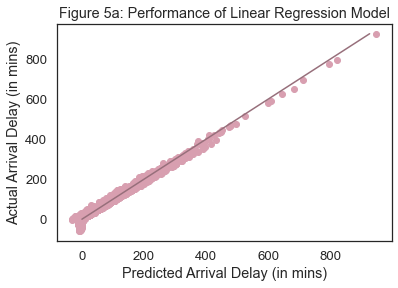 Figure 5a: Performance of Linear Regression Model
Actual Arrival Delay (in mins)
800
600
400
200
0
0 200 400 600 800
Predicted Arrival Delay (in mins)